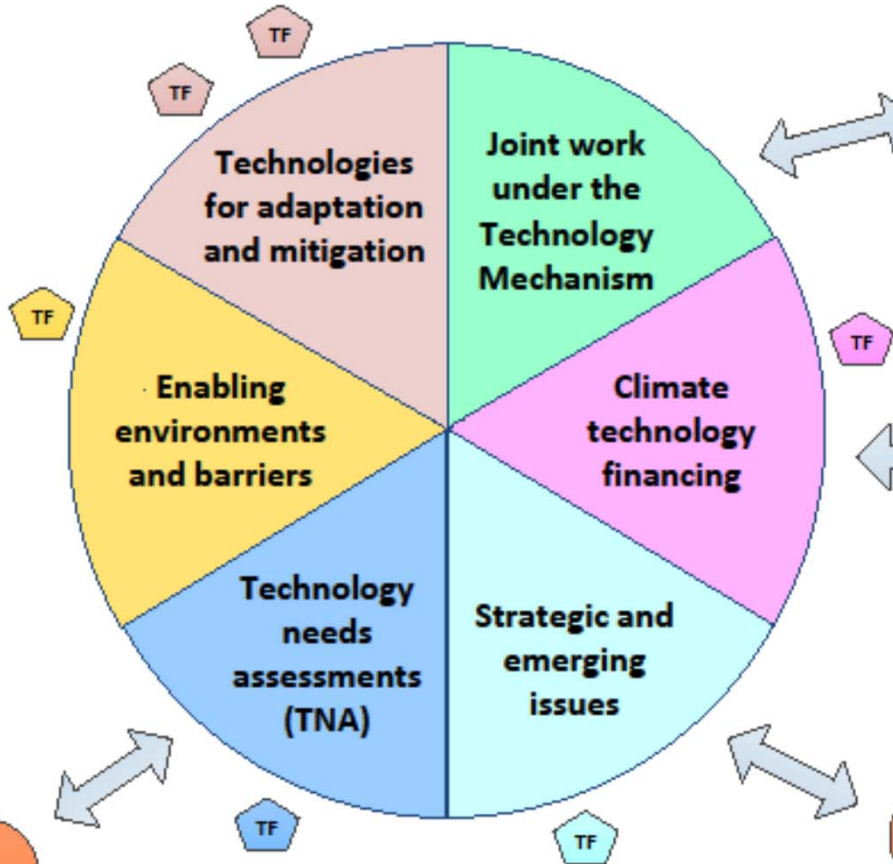 TF
TF
Technologies
for adaptation
and mitigation
Joint work
under the
Technology
Mechanism
TF
TF
Enabling
environments
and barriers
Climate
technology
financing
Technology
needs
assessments
(TNA)
Strategic and
emerging
issues
TF
TF